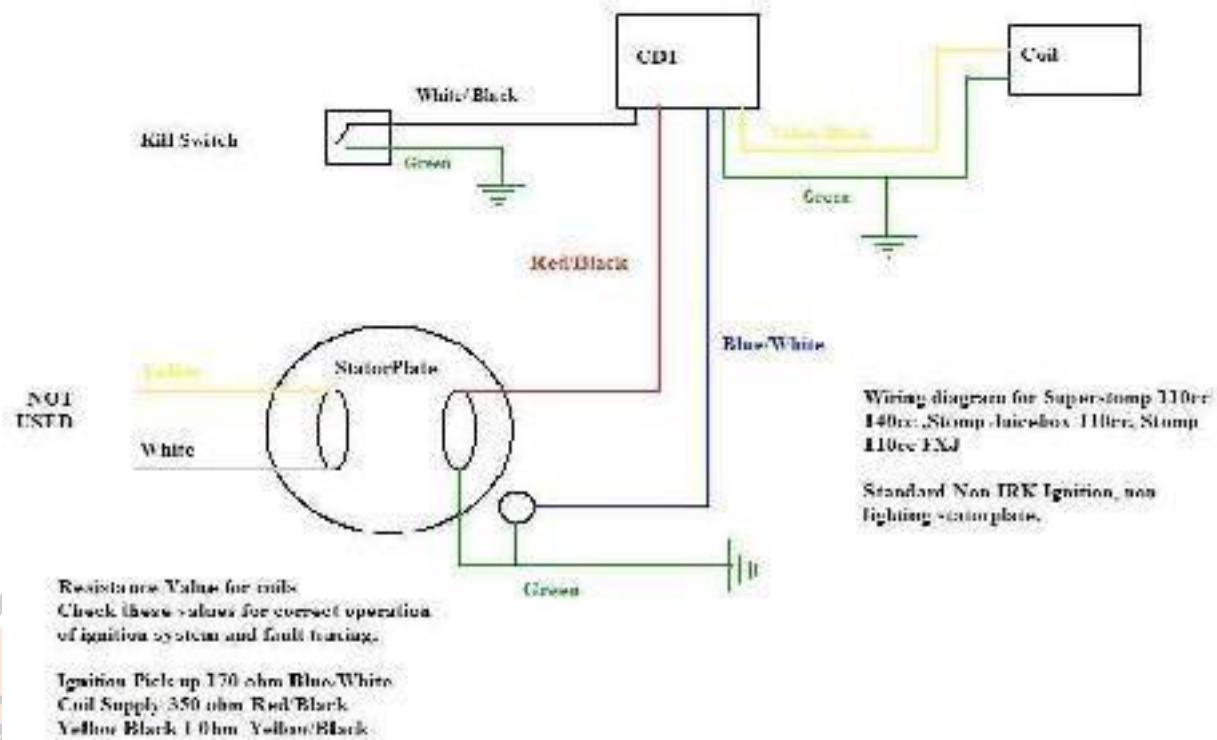 CDI
Coil
White/Black
Kill Switch
Green
Yellow/Black
Green
Red/Black
Blue/White
StatorPlate
Yellow
NOT
USED
White
Wiring diagram for Superstomp 110cc
140cc ,Stomp Juicebox 110cc, Stomp
110cc FXJ
Standard Non IRK Ignition, non
lighting statorplate.
Green
Resistance Value for coils
Check these values for correct operation
of ignition system and fault tracing.
Ignition Pick up 170 ohm Blue/White
Coil Supply 350 ohm Red/Black
Yellow Black 1 Ohm Yellow/Black